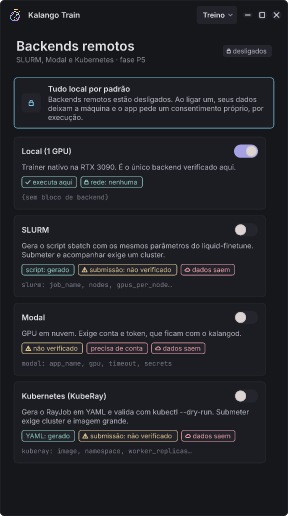 Kalango Train
Treino
Backends remotos
SLURM, Modal e Kubernetes · fase P5
desligados
Tudo local por padrão
Backends remotos estão desligados. Ao ligar um, seus dados
deixam a máquina e o app pede um consentimento próprio, por
execução.
Local (1 GPU)
Trainer nativo na RTX 3090. É o único backend verificado aqui.
executa aqui
rede: nenhuma
(sem bloco de backend)
SLURM
Gera o script sbatch com os mesmos parâmetros do liquid-finetune.
Submeter e acompanhar exige um cluster.
script: gerado
submissão: não verificado
dados saem
slurm: job_name, nodes, gpus_per_node…
Modal
GPU em nuvem. Exige conta e token, que ficam com o kalangod.
não verificado
precisa de conta
dados saem
modal: app_name, gpu, timeout, secrets
Kubernetes (KubeRay)
Gera o RayJob em YAML e valida com kubectl --dry-run. Submeter
exige cluster e imagem grande.
YAML: gerado
submissão: não verificado
dados saem
kuberay: image, namespace, worker_replicas…